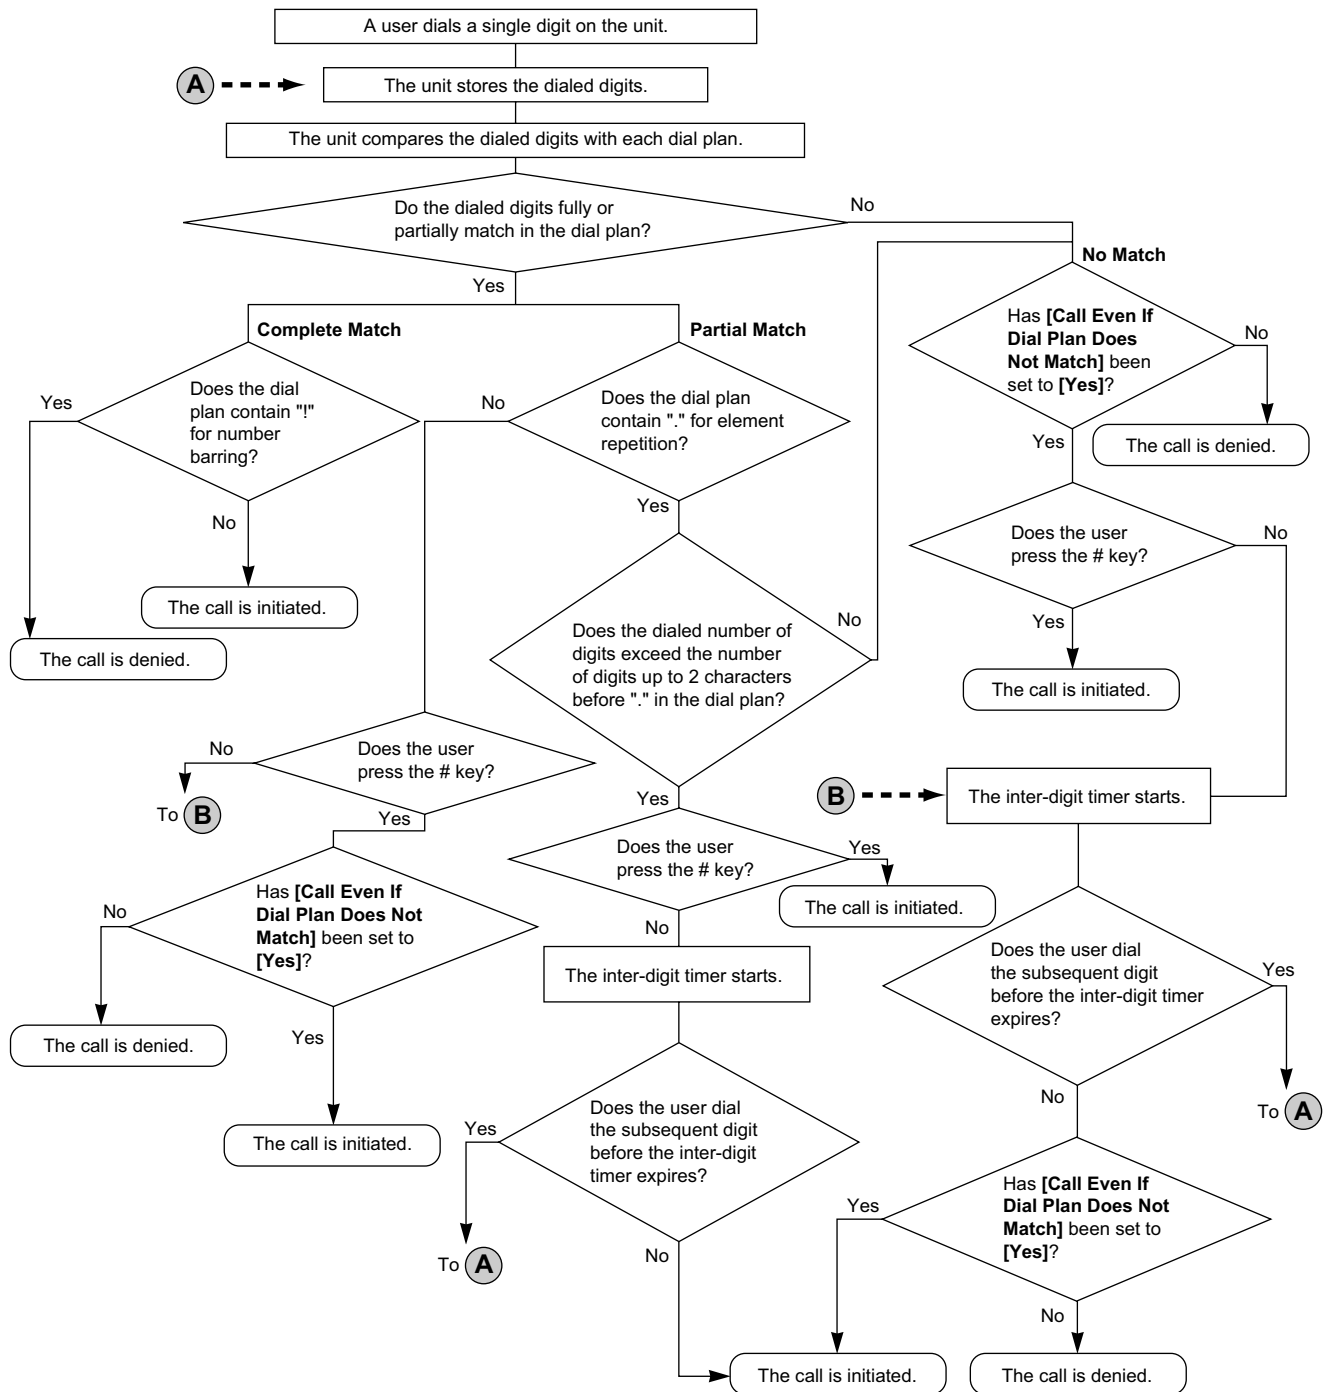 A user dials a single digit on the unit.
A
The unit stores the dialed digits.
The unit compares the dialed digits with each dial plan.
Do the dialed digits fully or
partially match in the dial plan?
No
Yes
No Match
Complete Match
Partial Match
Has [Call Even If
Dial Plan Does
Not Match] been
set to [Yes]?
No
Yes
The call is denied.
Yes
Does the dial
plan contain "!"
for number
barring?
No
The call is initiated.
The call is denied.
No
Does the dial plan
contain "." for element
repetition?
Yes
Does the user
press the # key?
No
Yes
The call is initiated.
Does the dialed number of
digits exceed the number
of digits up to 2 characters
before "." in the dial plan?
No
Yes
No
Does the user
press the # key?
To B
Yes
B
The inter-digit timer starts.
Does the user
press the # key?
Yes
The call is initiated.
No
Has [Call Even If
Dial Plan Does Not
Match] been set to
[Yes]?
No
The call is denied.
Yes
The call is initiated.
The inter-digit timer starts.
Does the user dial
the subsequent digit
before the inter-digit timer
expires?
Yes
To A
No
Does the user dial
the subsequent digit
before the inter-digit
timer expires?
Yes
To A
No
Has [Call Even If
Dial Plan Does Not
Match] been set to
[Yes]?
Yes
No
The call is initiated.
The call is denied.